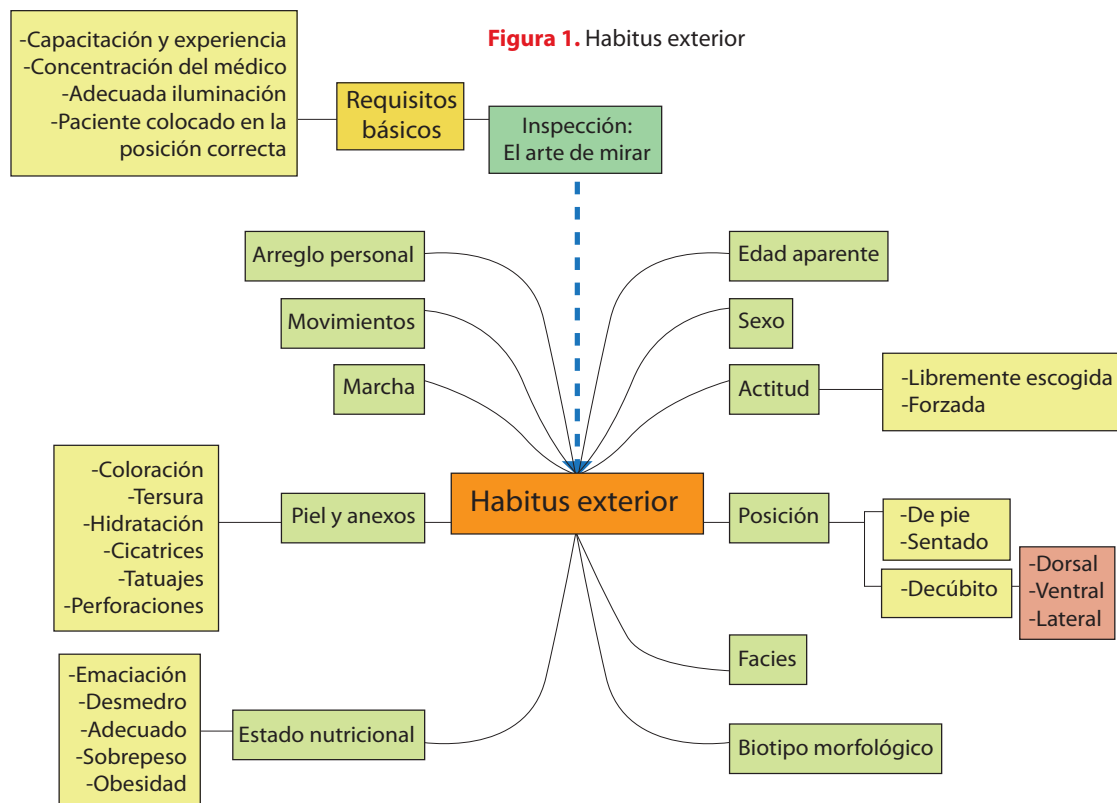 Figura 1. Habitus exterior
-Capacitación y experiencia
-Concentración del médico
-Adecuada iluminación
-Paciente colocado en la
posición correcta
Requisitos
básicos
Inspección:
El arte de mirar
Arreglo personal
Movimientos
Marcha
Edad aparente
Sexo
Actitud
-Libremente escogida
-Forzada
Habitus exterior
Piel y anexos
-Coloración
-Tersura
-Hidratación
-Cicatrices
-Tatuajes
-Perforaciones
Posición
-De pie
-Sentado
-Decúbito
-Dorsal
-Ventral
-Lateral
Estado nutricional
-Emaciación
-Desmedro
-Adecuado
-Sobrepeso
-Obesidad
Facies
Biotipo morfológico